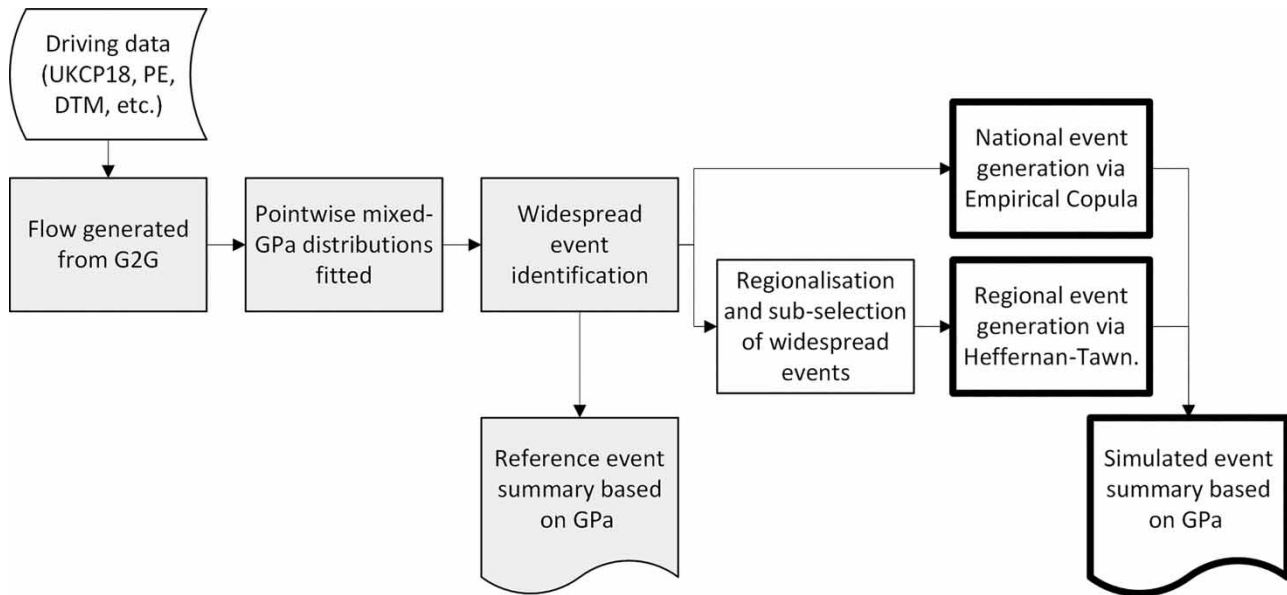 Driving data
(UKCP18, PE,
DTM, etc.)
Flow generated
from G2G
Pointwise mixed-
GPa distributions
fitted
Widespread
event
identification
National event
generation via
Empirical Copula
Regionalisation
and sub-selection
of widespread
events
Regional event
generation via
Heffernan-Tawn.
Reference event
summary based
on GPa
Simulated event
summary based
on GPa